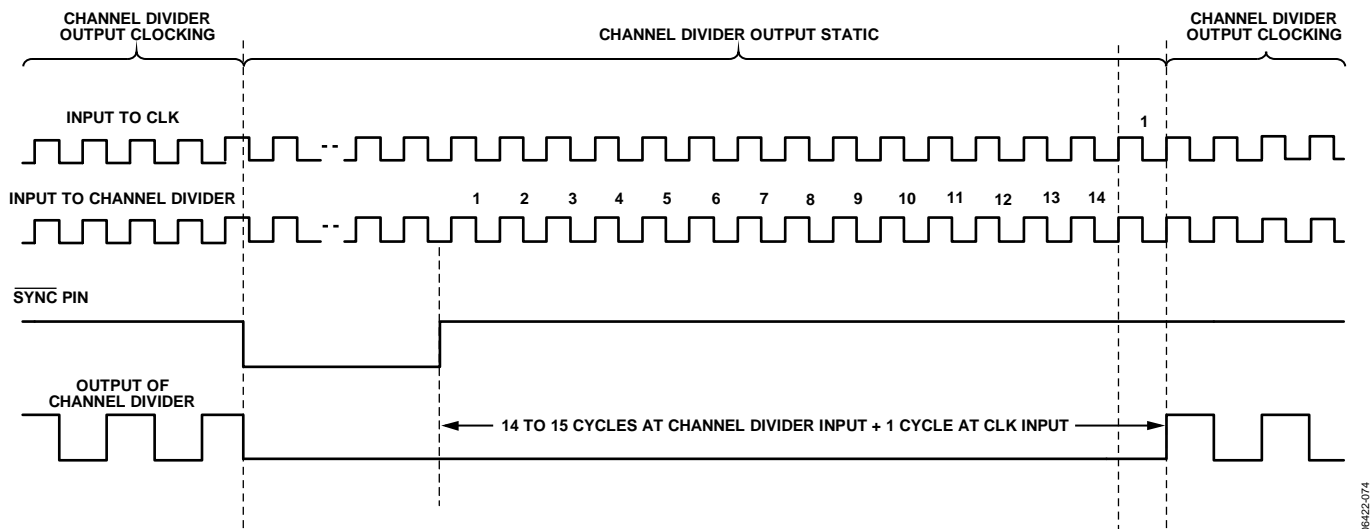 CHANNEL DIVIDER
OUTPUT CLOCKING
CHANNEL DIVIDER OUTPUT STATIC
CHANNEL DIVIDER
OUTPUT CLOCKING
INPUT TO CLK
1
INPUT TO CHANNEL DIVIDER
1 2 3 4 5 6 7 8 9 10 11 12 13 14
SYNC PIN
OUTPUT OF
CHANNEL DIVIDER
14 TO 15 CYCLES AT CHANNEL DIVIDER INPUT + 1 CYCLE AT CLK INPUT
06422-074